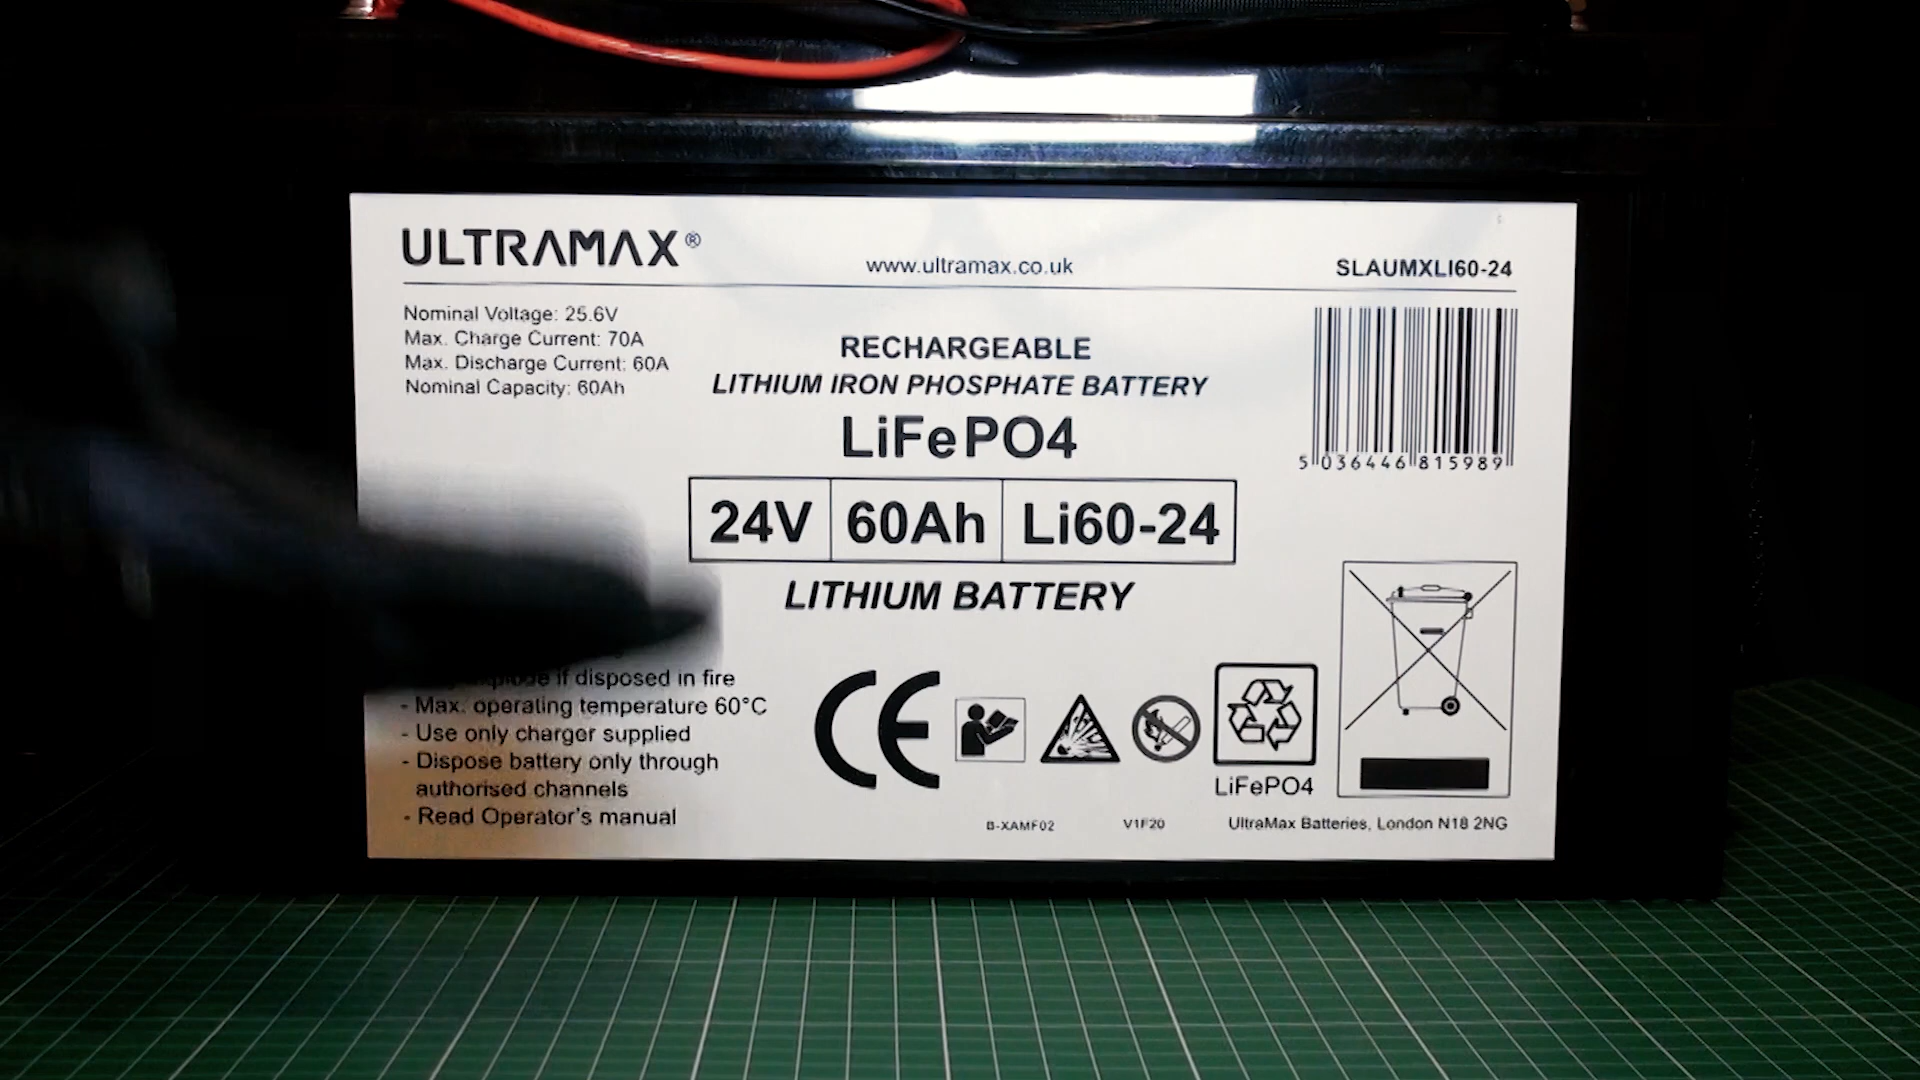 ULTRAMAX®
www.ultramax.co.uk
SLAUMXLI60-24
Nominal Voltage: 25.6V
Max. Charge Current: 70A
Max. Discharge Current: 60A
Nominal Capacity: 60Ah
RECHARGEABLE
LITHIUM IRON PHOSPHATE BATTERY
LiFePO4
24V 60Ah Li60-24
LITHIUM BATTERY
5 036446 815989
if disposed in fire
- Max. operating temperature 60°C
- Use only charger supplied
- Dispose battery only through
authorised channels
- Read Operator's manual
CE
LiFePO4
B-XAMF02
V1F20
UltraMax Batteries, London N18 2NG